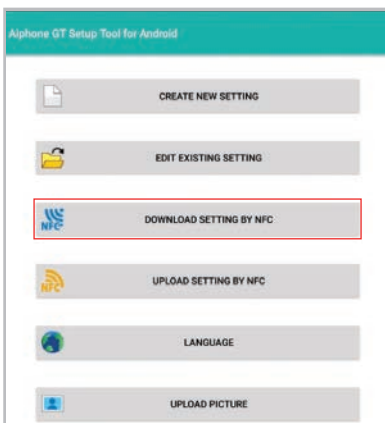 Aiphone GT Setup Tool for Android
CREATE NEW SETTING
EDIT EXISTING SETTING
NFC
DOWNLOAD SETTING BY NFC
NFC
UPLOAD SETTING BY NFC
LANGUAGE
UPLOAD PICTURE